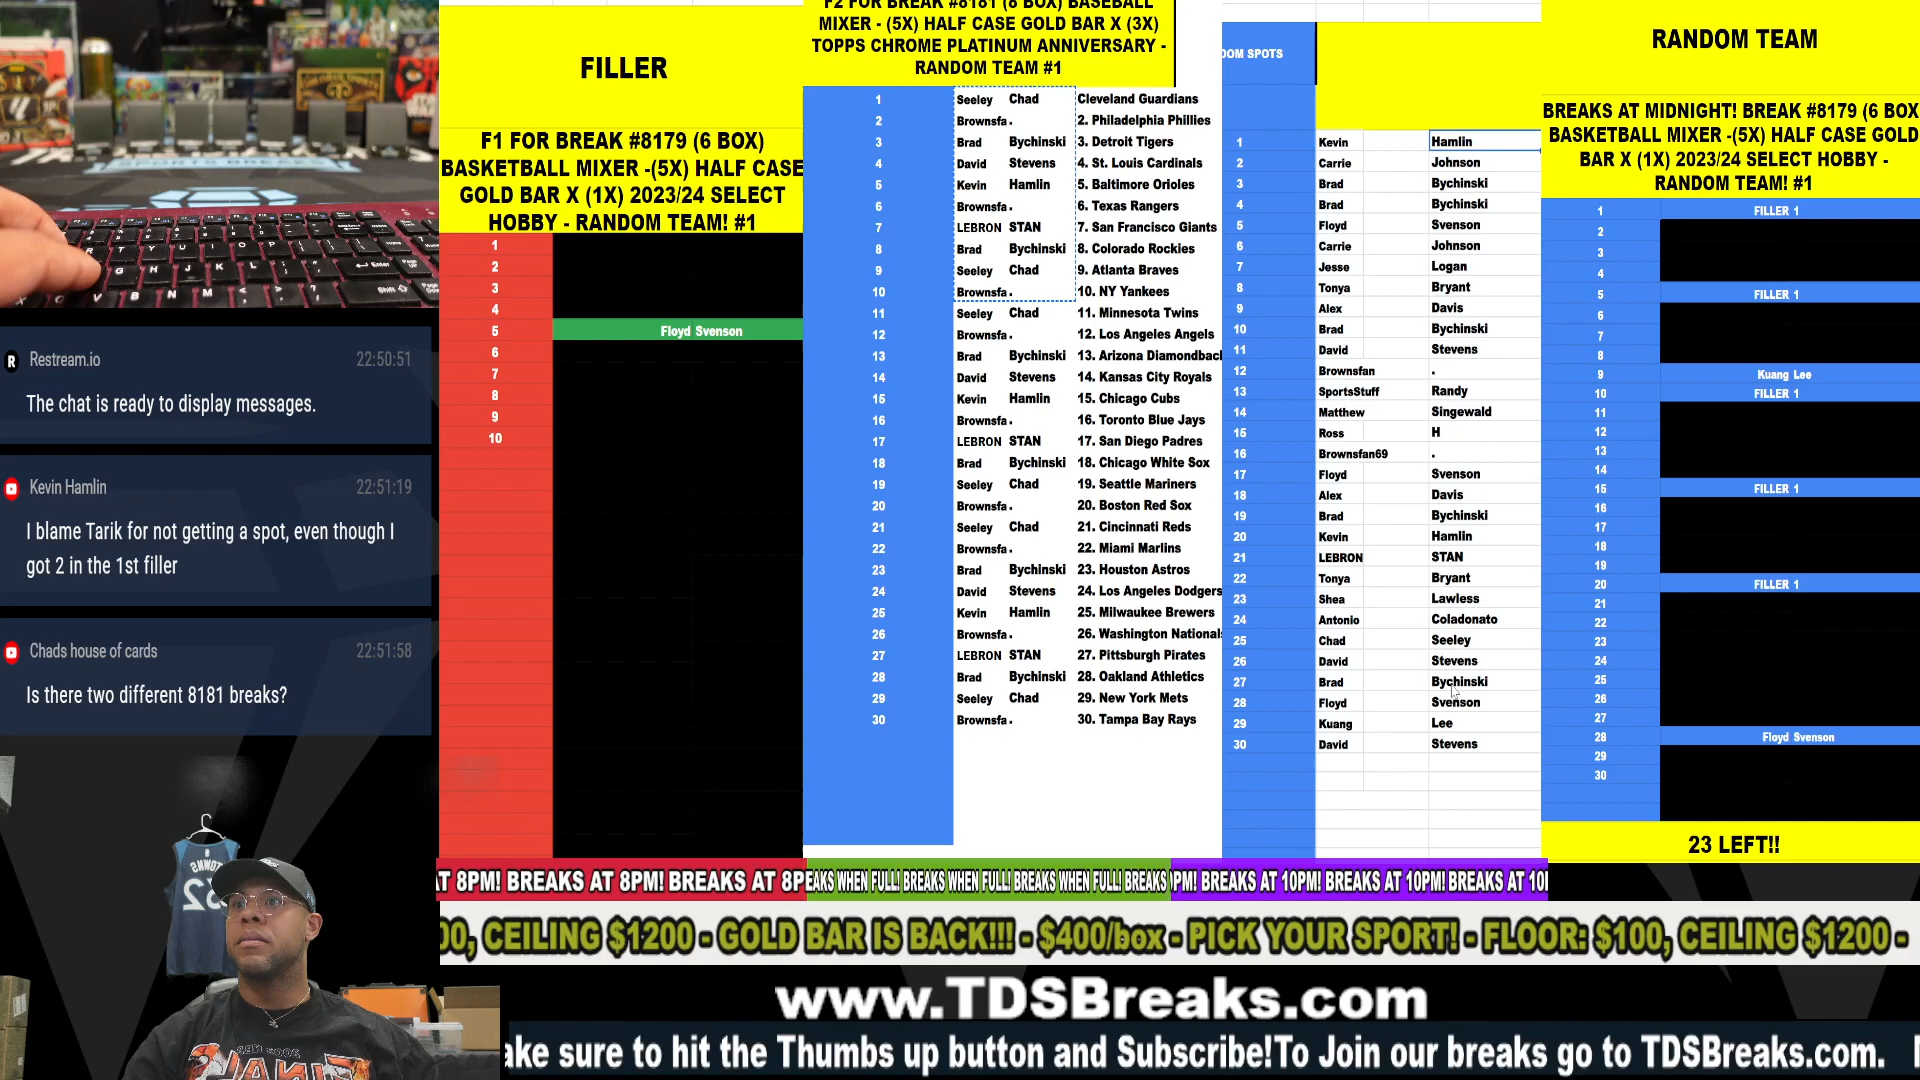 FILLER
F1 FOR BREAK #8179 (6 BOX)
BASKETBALL MIXER -(5X) HALF CASE
GOLD BAR X (1X) 2023/24 SELECT
HOBBY - RANDOM TEAM! #1
1
2
3
4
5 Floyd Svenson
6
7
8
9
10
F2 FOR BREAK #8181 (8 BOX) BASEBALL
MIXER - (5X) HALF CASE GOLD BAR X (3X)
TOPPS CHROME PLATINUM ANNIVERSARY -
RANDOM TEAM #1
1 Seeley Chad Cleveland Guardians
2 Brownsfa . 2. Philadelphia Phillies
3 Brad Bychinski 3. Detroit Tigers
4 David Stevens 4. St. Louis Cardinals
5 Kevin Hamlin 5. Baltimore Orioles
6 Brownsfa . 6. Texas Rangers
7 LEBRON STAN 7. San Francisco Giants
8 Brad Bychinski 8. Colorado Rockies
9 Seeley Chad 9. Atlanta Braves
10 Brownsfa . 10. NY Yankees
11 Seeley Chad 11. Minnesota Twins
12 Brownsfa . 12. Los Angeles Angels
13 Brad Bychinski 13. Arizona Diamondbacl
14 David Stevens 14. Kansas City Royals
15 Kevin Hamlin 15. Chicago Cubs
16 Brownsfa . 16. Toronto Blue Jays
17 LEBRON STAN 17. San Diego Padres
18 Brad Bychinski 18. Chicago White Sox
19 Seeley Chad 19. Seattle Mariners
20 Brownsfa . 20. Boston Red Sox
21 Seeley Chad 21. Cincinnati Reds
22 Brownsfa . 22. Miami Marlins
23 Brad Bychinski 23. Houston Astros
24 David Stevens 24. Los Angeles Dodgers
25 Kevin Hamlin 25. Milwaukee Brewers
26 Brownsfa . 26. Washington National
27 LEBRON STAN 27. Pittsburgh Pirates
28 Brad Bychinski 28. Oakland Athletics
29 Seeley Chad 29. New York Mets
30 Brownsfa . 30. Tampa Bay Rays
OOM SPOTS
1 Kevin Hamlin
2 Carrie Johnson
3 Brad Bychinski
4 Brad Bychinski
5 Floyd Svenson
6 Carrie Johnson
7 Jesse Logan
8 Tonya Bryant
9 Alex Davis
10 Brad Bychinski
11 David Stevens
12 Brownsfan .
13 SportsStuff Randy
14 Matthew Singewald
15 Ross H
16 Brownsfan69 .
17 Floyd Svenson
18 Alex Davis
19 Brad Bychinski
20 Kevin Hamlin
21 LEBRON STAN
22 Tonya Bryant
23 Shea Lawless
24 Antonio Coladonato
25 Chad Seeley
26 David Stevens
27 Brad Bychinski
28 Floyd Svenson
29 Kuang Lee
30 David Stevens
RANDOM TEAM
BREAKS AT MIDNIGHT! BREAK #8179 (6 BOX
BASKETBALL MIXER -(5X) HALF CASE GOLD
BAR X (1X) 2023/24 SELECT HOBBY -
RANDOM TEAM! #1
1 FILLER 1
2
3
4
5 FILLER 1
6
7
8
9 Kuang Lee
10 FILLER 1
11
12
13
14
15 FILLER 1
16
17
18
19
20 FILLER 1
21
22
23
24
25
26
27
28 Floyd Svenson
29
30
23 LEFT!!
Restream.io 22:50:51
The chat is ready to display messages.
Kevin Hamlin 22:51:19
I blame Tarik for not getting a spot, even though I
got 2 in the 1st filler
Chads house of cards 22:51:58
Is there two different 8181 breaks?
AT 8PM! BREAKS AT 8PM! BREAKS AT 8P
EAKS WHEN FULL! BREAKS WHEN FULL! BREAKS WHEN FULL! BREAKS
PM! BREAKS AT 10PM! BREAKS AT 10PM! BREAKS AT 10
00, CEILING $1200 - GOLD BAR IS BACK!!! - $400/box - PICK YOUR SPORT! - FLOOR: $100, CEILING $1200 -
www.TDSBreaks.com
ake sure to hit the Thumbs up button and Subscribe!To Join our breaks go to TDSBreaks.com.